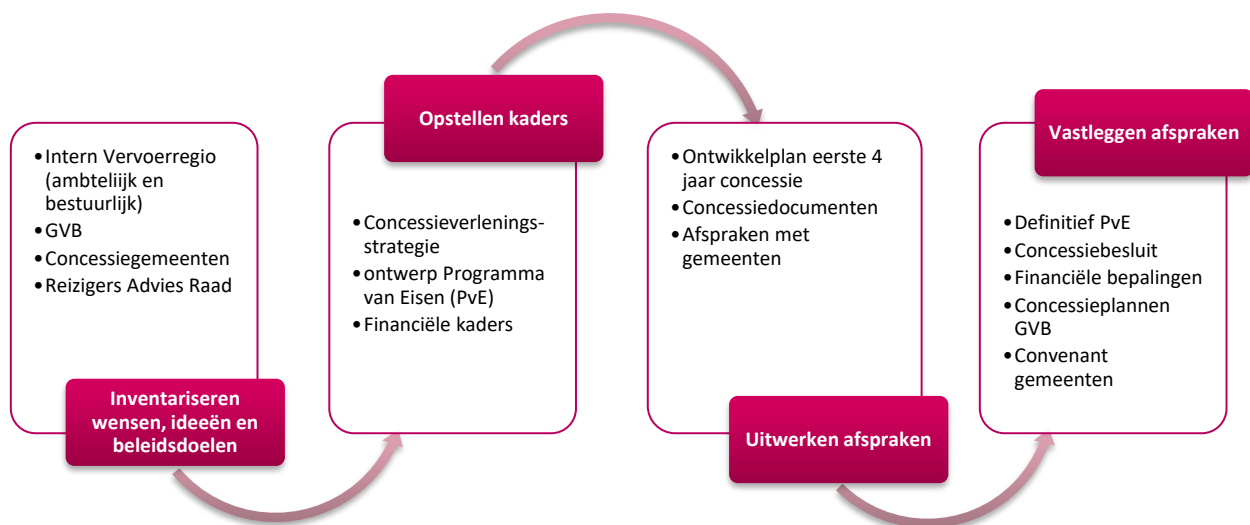 •Intern Vervoerregio
(ambtelijk en
bestuurlijk)
•GVB
•Concessiegemeenten
•Reizigers Advies Raad
Inventariseren
wensen, ideeën en
beleidsdoelen
Opstellen kaders
•Concessieverlenings-
strategie
•ontwerp Programma
van Eisen (PvE)
•Financiële kaders
•Ontwikkelplan eerste 4
jaar concessie
•Concessiedocumenten
•Afspraken met
gemeenten
Uitwerken afspraken
Vastleggen afspraken
•Definitief PvE
•Concessiebesluit
•Financiële bepalingen
•Concessieplannen
GVB
•Convenant
gemeenten